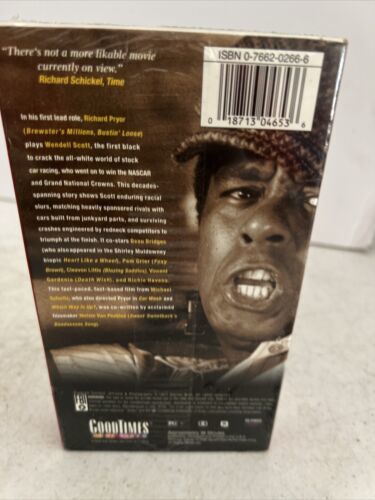 "There's not a more likable movie
currently on view."
Richard Schickel, Time
ISBN 0-7662-0266-6
0 18713 04653 6
In his first lead role, Richard Pryor
(Brewster's Millions, Bustin' Loose)
plays Wendell Scott, the first black
to crack the all-white world of stock
car racing, who went on to win the NASCAR
and Grand National Crowns. This decades-
spanning story shows Scott enduring racial
slurs, matching heavily sponsored rivals with
cars built from junkyard parts, and surviving
crashes engineered by redneck competitors to
triumph at the finish. It co-stars Beau Bridges
(who also appeared in the Shirley Muldowney
biopic Heart Like a Wheel), Pam Grier (Foxy
Brown), Cleavon Little (Blazing Saddles), Vincent
Gardenia (Death Wish), and Richie Havens.
This fast-paced, fact-based film from Michael
Schultz, who also directed Pryor in Car Wash and
Which Way Is Up?, was co-written by acclaimed
filmmaker Melvin Van Peebles (Sweet Sweetback's
Baadasssss Song).
GOODTIMES